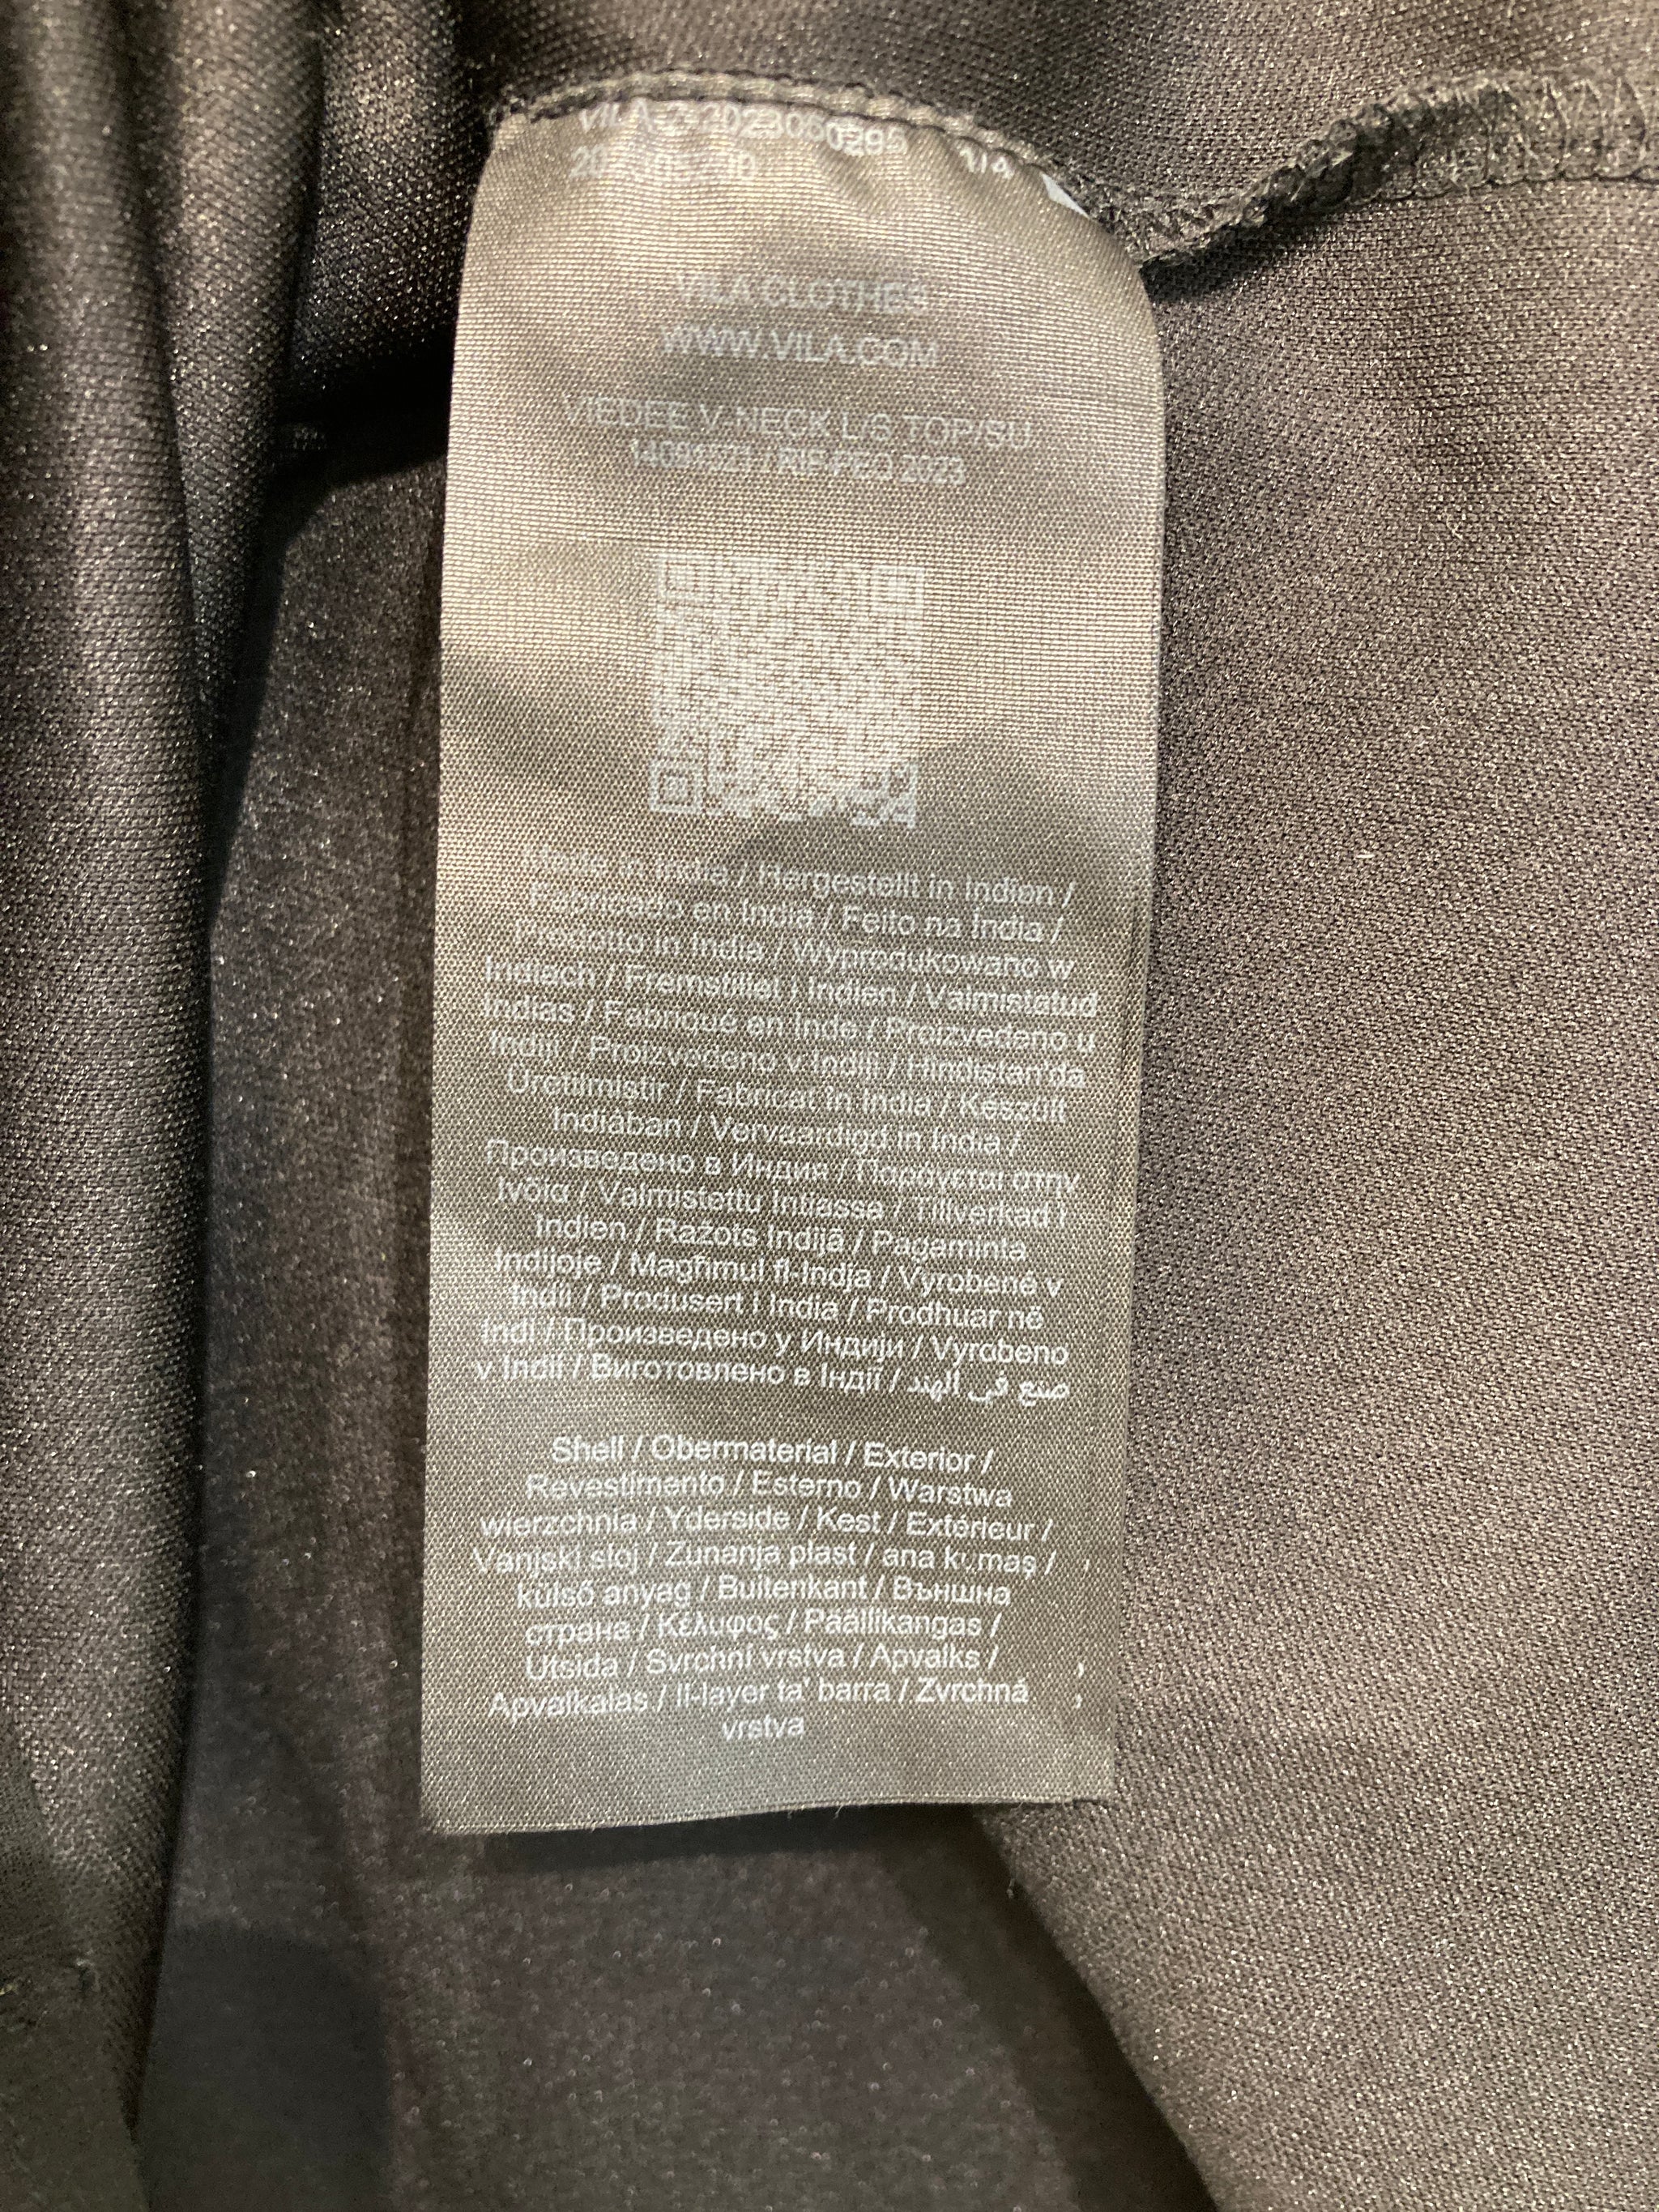 1/4
VILA CLOTHES
WWW.VILA.COM
VIEDEE V-NECK L/S TOP/SU
2023
Made in India / Hergestellt in Indien /
Fabricado en India / Feito na Índia /
Prodotto in India / Wyprodukowano w
Indiach / Fremstillet i Indien / Valmistatud
Indias / Fabriqué en Inde / Proizvedeno u
Indiji / Proizvedeno v Indiji / Hindistan'da
Üretilmistir / Fabricat în India / Készült
Indiában / Vervaardigd in India /
Произведено в Индия / Παράγεται στην
Ινδία / Valmistettu Intiassa / Tillverkad i
Indien / Razots Indijā / Pagaminta
Indijoje / Magħmul fl-Indja / Vyrobené v
Indii / Produsert i India / Prodhuar në
Indi / Произведено у Индији / Vyrobeno
v Indii / Виготовлено в Індії / صنع في الهند
Shell / Obermaterial / Exterior /
Revestimento / Esterno / Warstwa
wierzchnia / Yderside / Kest / Extérieur /
Vanjski sloj / Zunanja plast / ana kumaş /
külső anyag / Buitenkant / Външна
страна / Κέλυφος / Päällikangas /
Utsida / Svrchní vrstva / Apvalks /
Apvalkalas / Il-layer ta' barra / Zvrchná
vrstva